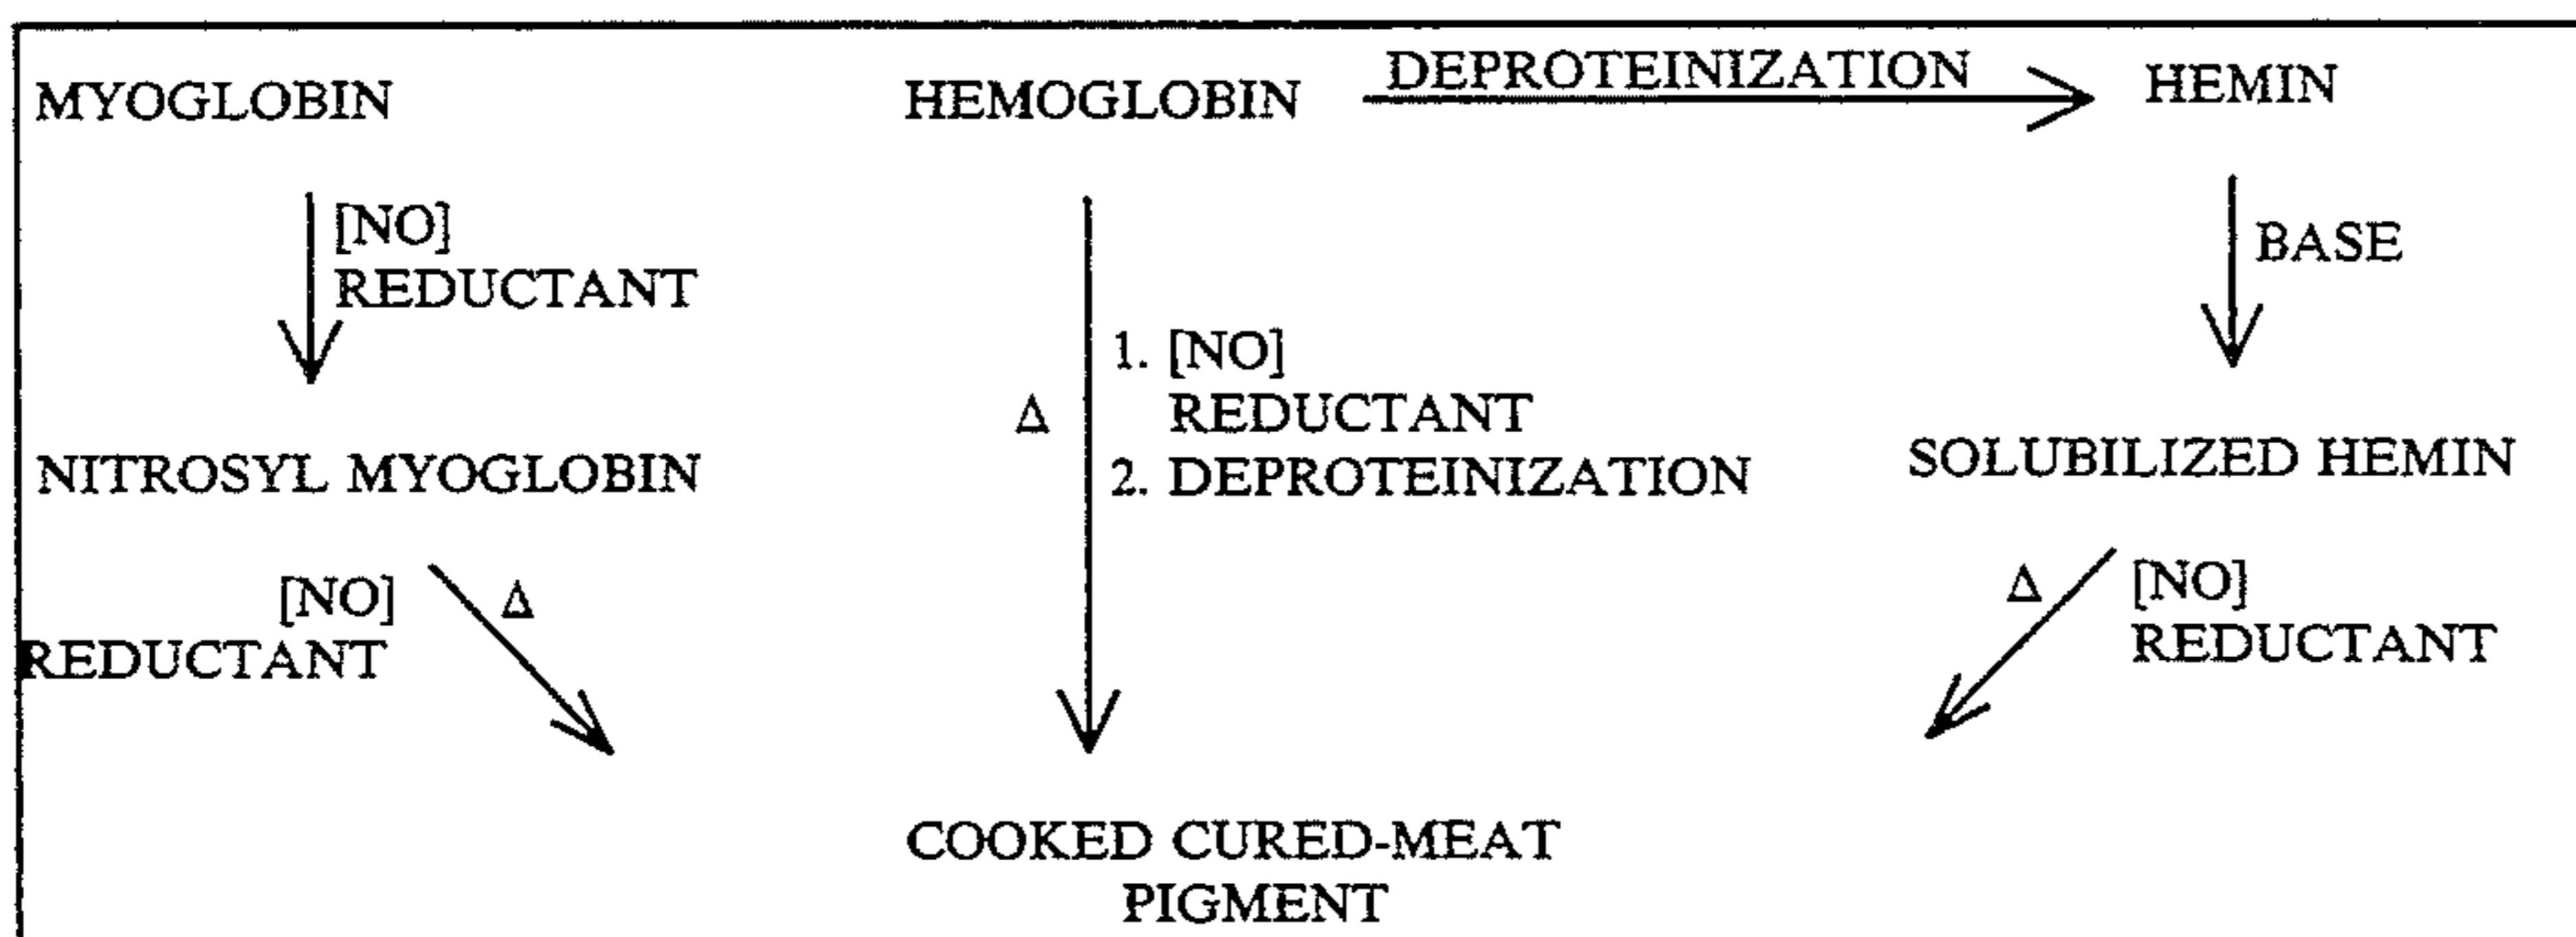 MYOGLOBIN
HEMOGLOBIN
DEPROTEINIZATION
HEMIN
[NO]
REDUCTANT
BASE
Δ
1. [NO]
REDUCTANT
2. DEPROTEINIZATION
NITROSYL MYOGLOBIN
SOLUBILIZED HEMIN
[NO]
REDUCTANT
Δ
Δ
[NO]
REDUCTANT
COOKED CURED-MEAT
PIGMENT